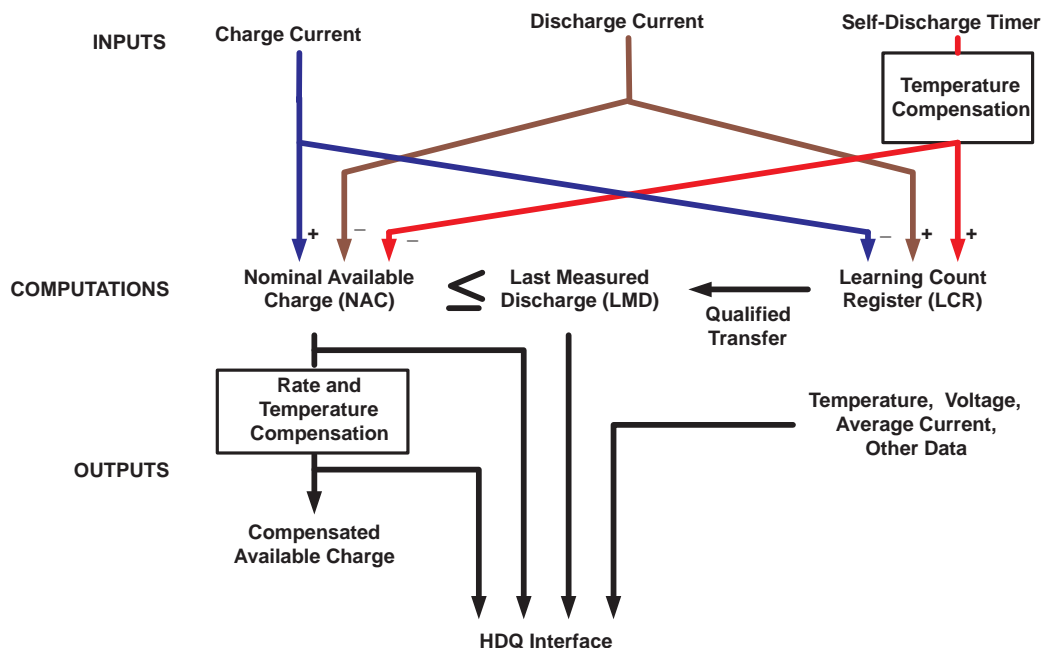 INPUTS
Charge Current
Discharge Current
Self-Discharge Timer
Temperature
Compensation
+
–
–
–
+
+
COMPUTATIONS
Nominal Available
Charge (NAC)
≤
Last Measured
Discharge (LMD)
Qualified
Transfer
Learning Count
Register (LCR)
Rate and
Temperature
Compensation
Temperature, Voltage,
Average Current,
Other Data
OUTPUTS
Compensated
Available Charge
HDQ Interface